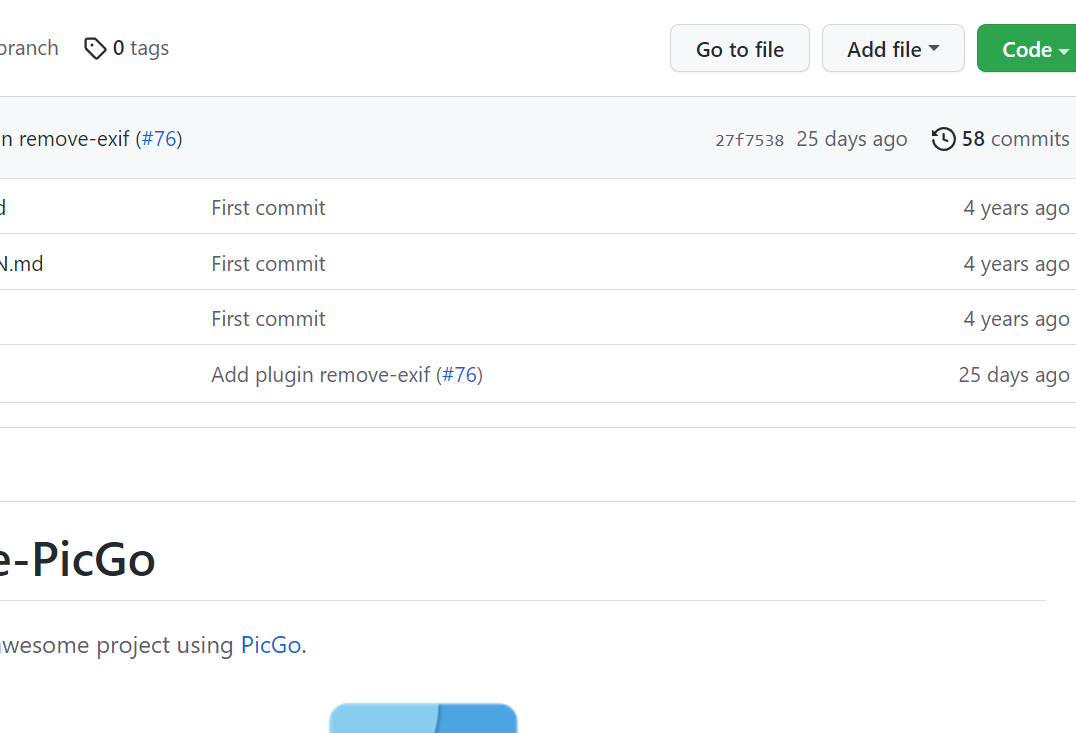 branch 0 tags Go to file Add file Code
n remove-exif (#76) 27f7538 25 days ago 58 commits
d First commit 4 years ago
N.md First commit 4 years ago
First commit 4 years ago
Add plugin remove-exif (#76) 25 days ago
e-PicGo
awesome project using PicGo.